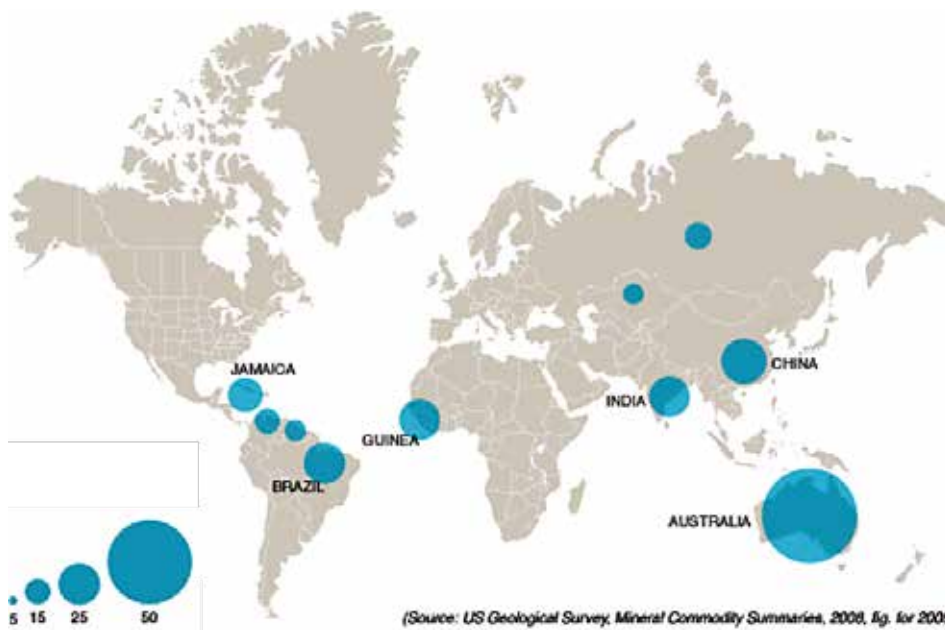 JAMAICA
CHINA
INDIA
GUINEA
BRAZIL
AUSTRALIA
5 15 25 50
(Source: US Geological Survey, Mineral Commodity Summaries, 2008, fig. for